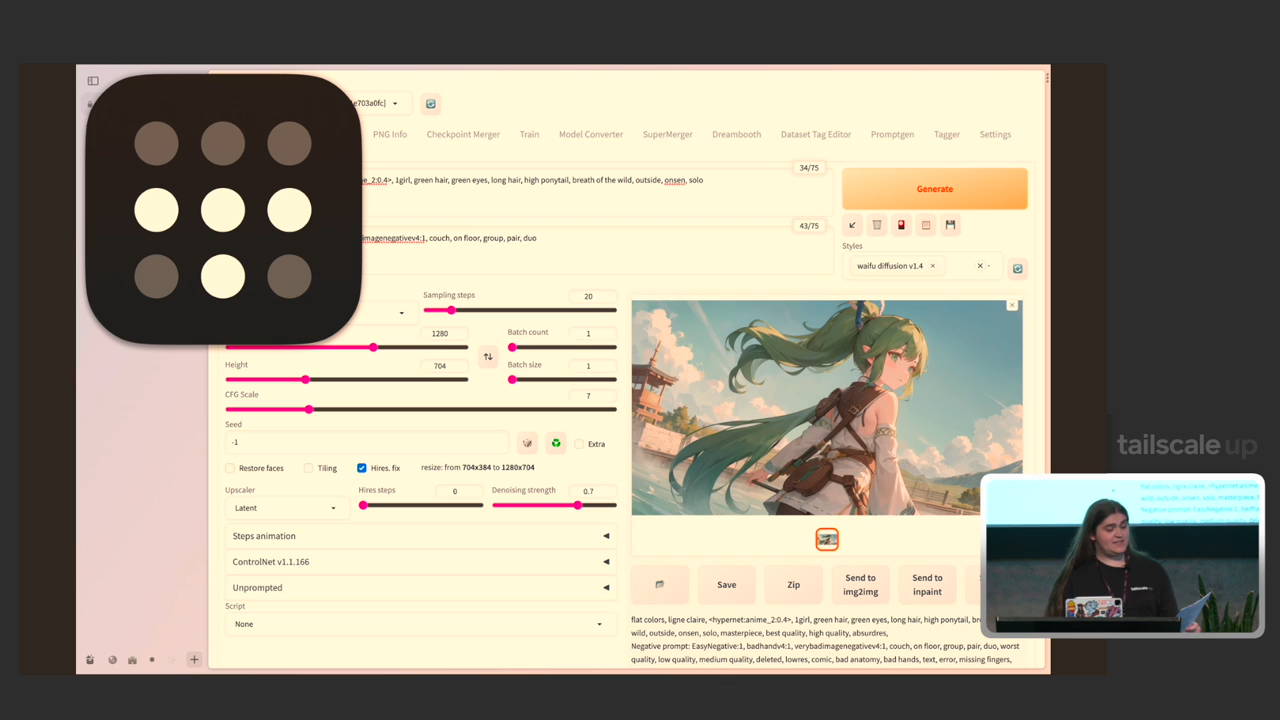 e703a0fc]
PNG Info Checkpoint Merger Train Model Converter SuperMerger Dreambooth Dataset Tag Editor Promptgen Tagger Settings
34/75
ne_2:0.4>, 1girl, green hair, green eyes, long hair, high ponytail, breath of the wild, outside, onsen, solo
Generate
43/75
imagenegativev4:1, couch, on floor, group, pair, duo
Styles
waifu diffusion v1.4 ×
Sampling steps 20
1280
Batch count 1
Height 704
Batch size 1
CFG Scale 7
Seed
-1
Extra
Restore faces Tiling Hires. fix resize: from 704x384 to 1280x704
Upscaler
Latent
Hires steps 0
Denoising strength 0.7
Steps animation
ControlNet v1.1.166
Unprompted
Script
None
Save
Zip
Send to img2img
Send to inpaint
flat colors, ligne claire, <hypernet:anime_2:0.4>, 1girl, green hair, green eyes, long hair, high ponytail,
wild, outside, onsen, solo, masterpiece, best quality, high quality, absurdres,
Negative prompt: EasyNegative:1, badhandv4:1, verybadimagenegativev4:1, couch, on floor, group, pair, duo, worst
quality, low quality, medium quality, deleted, lowres, comic, bad anatomy, bad hands, text, error, missing fingers,
tailscale up